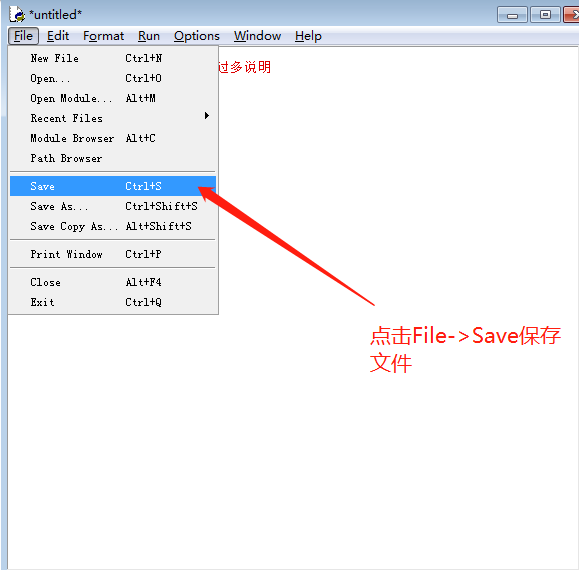 *untitled*
File Edit Format Run Options Window Help
过多说明
New File Ctrl+N
Open... Ctrl+O
Open Module... Alt+M
Recent Files
Module Browser Alt+C
Path Browser
Save Ctrl+S
Save As... Ctrl+Shift+S
Save Copy As... Alt+Shift+S
Print Window Ctrl+P
Close Alt+F4
Exit Ctrl+Q
点击File->Save保存
文件